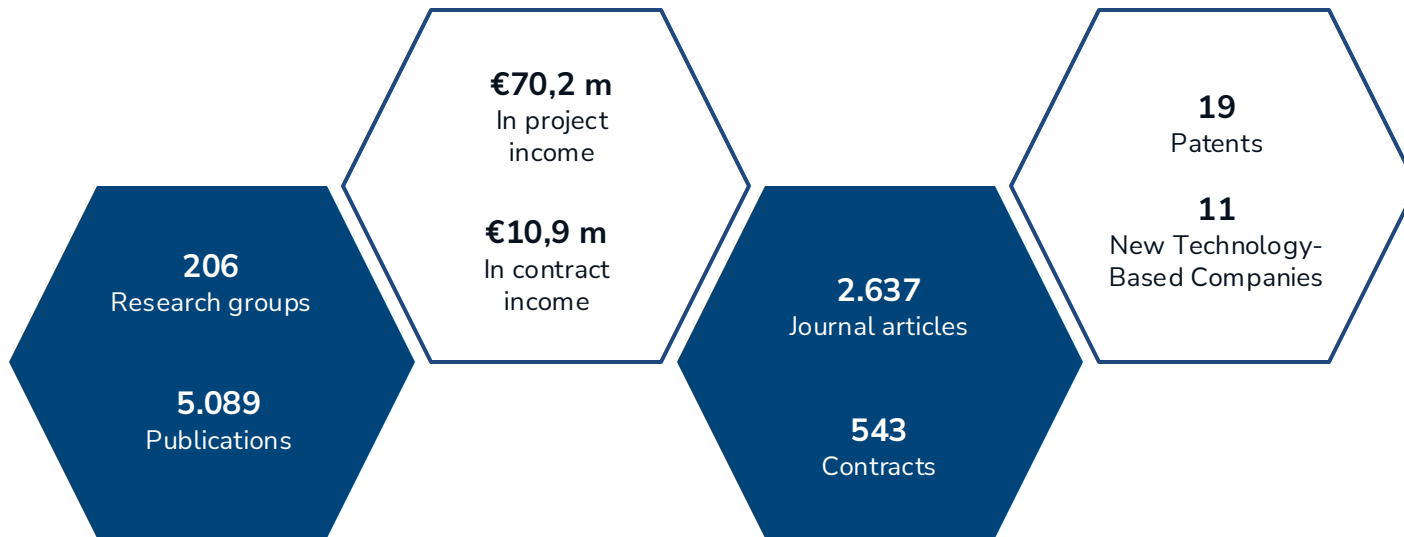 206
Research groups
5.089
Publications
€70,2 m
In project
income
€10,9 m
In contract
income
2.637
Journal articles
543
Contracts
19
Patents
11
New Technology-
Based Companies